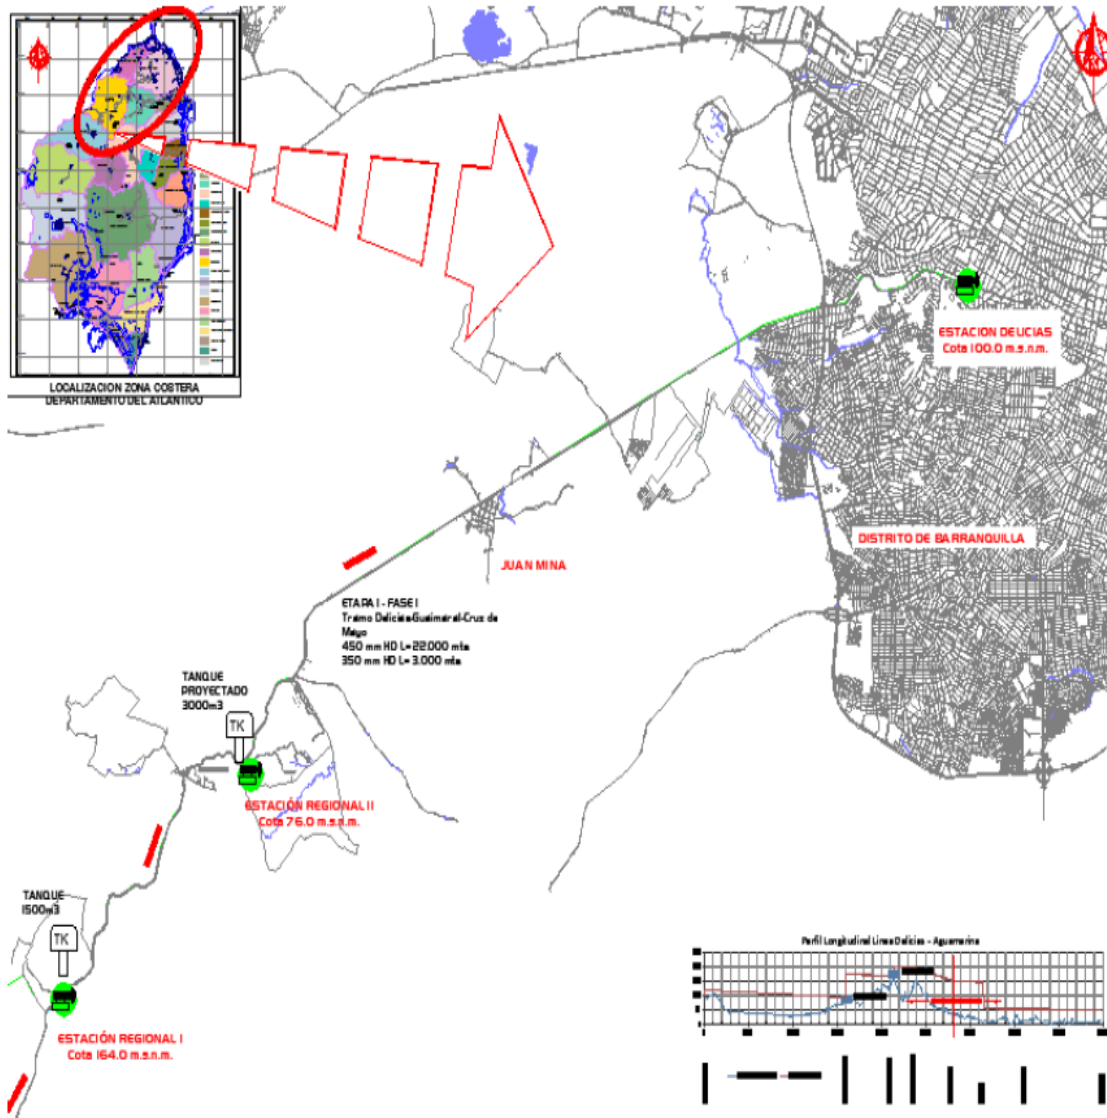 LOCALIZACION ZONA COSTERA
DEPARTAMENTO DEL ATLANTICO
ESTACION DELICIAS
Cota 100.0 m.s.n.m.
DISTRITO DE BARRANQUILLA
JUAN MINA
ETAPA I - FASE I
Tramo Delicias-Guaimaral-Cruz de
Mayo
450 mm HD L= 22.000 mts
350 mm HD L= 3.000 mts
TANQUE
PROYECTADO
3000m3
TK
ESTACIÓN REGIONAL II
Cota 76.0 m.s.n.m.
TANQUE
1500m3
TK
ESTACIÓN REGIONAL I
Cota 164.0 m.s.n.m.
Perfil Longitudinal Linea Delicias - Aguamarina